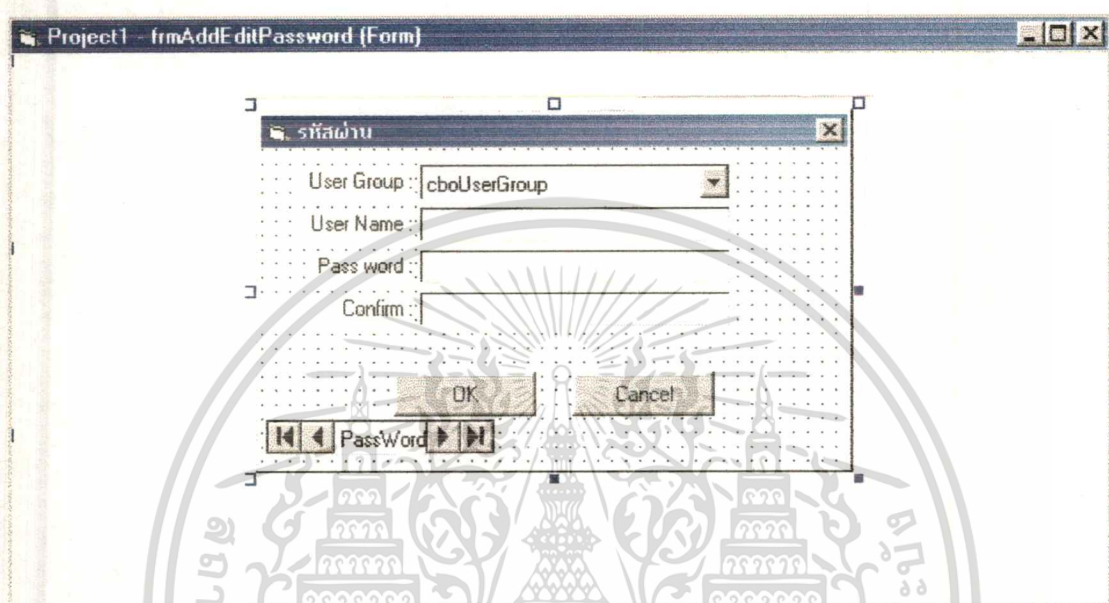 Project1 - frmAddEditPassword (Form)
รหัสผ่าน
User Group :
cboUserGroup
User Name :
Pass word :
Confirm :
OK
Cancel
PassWord